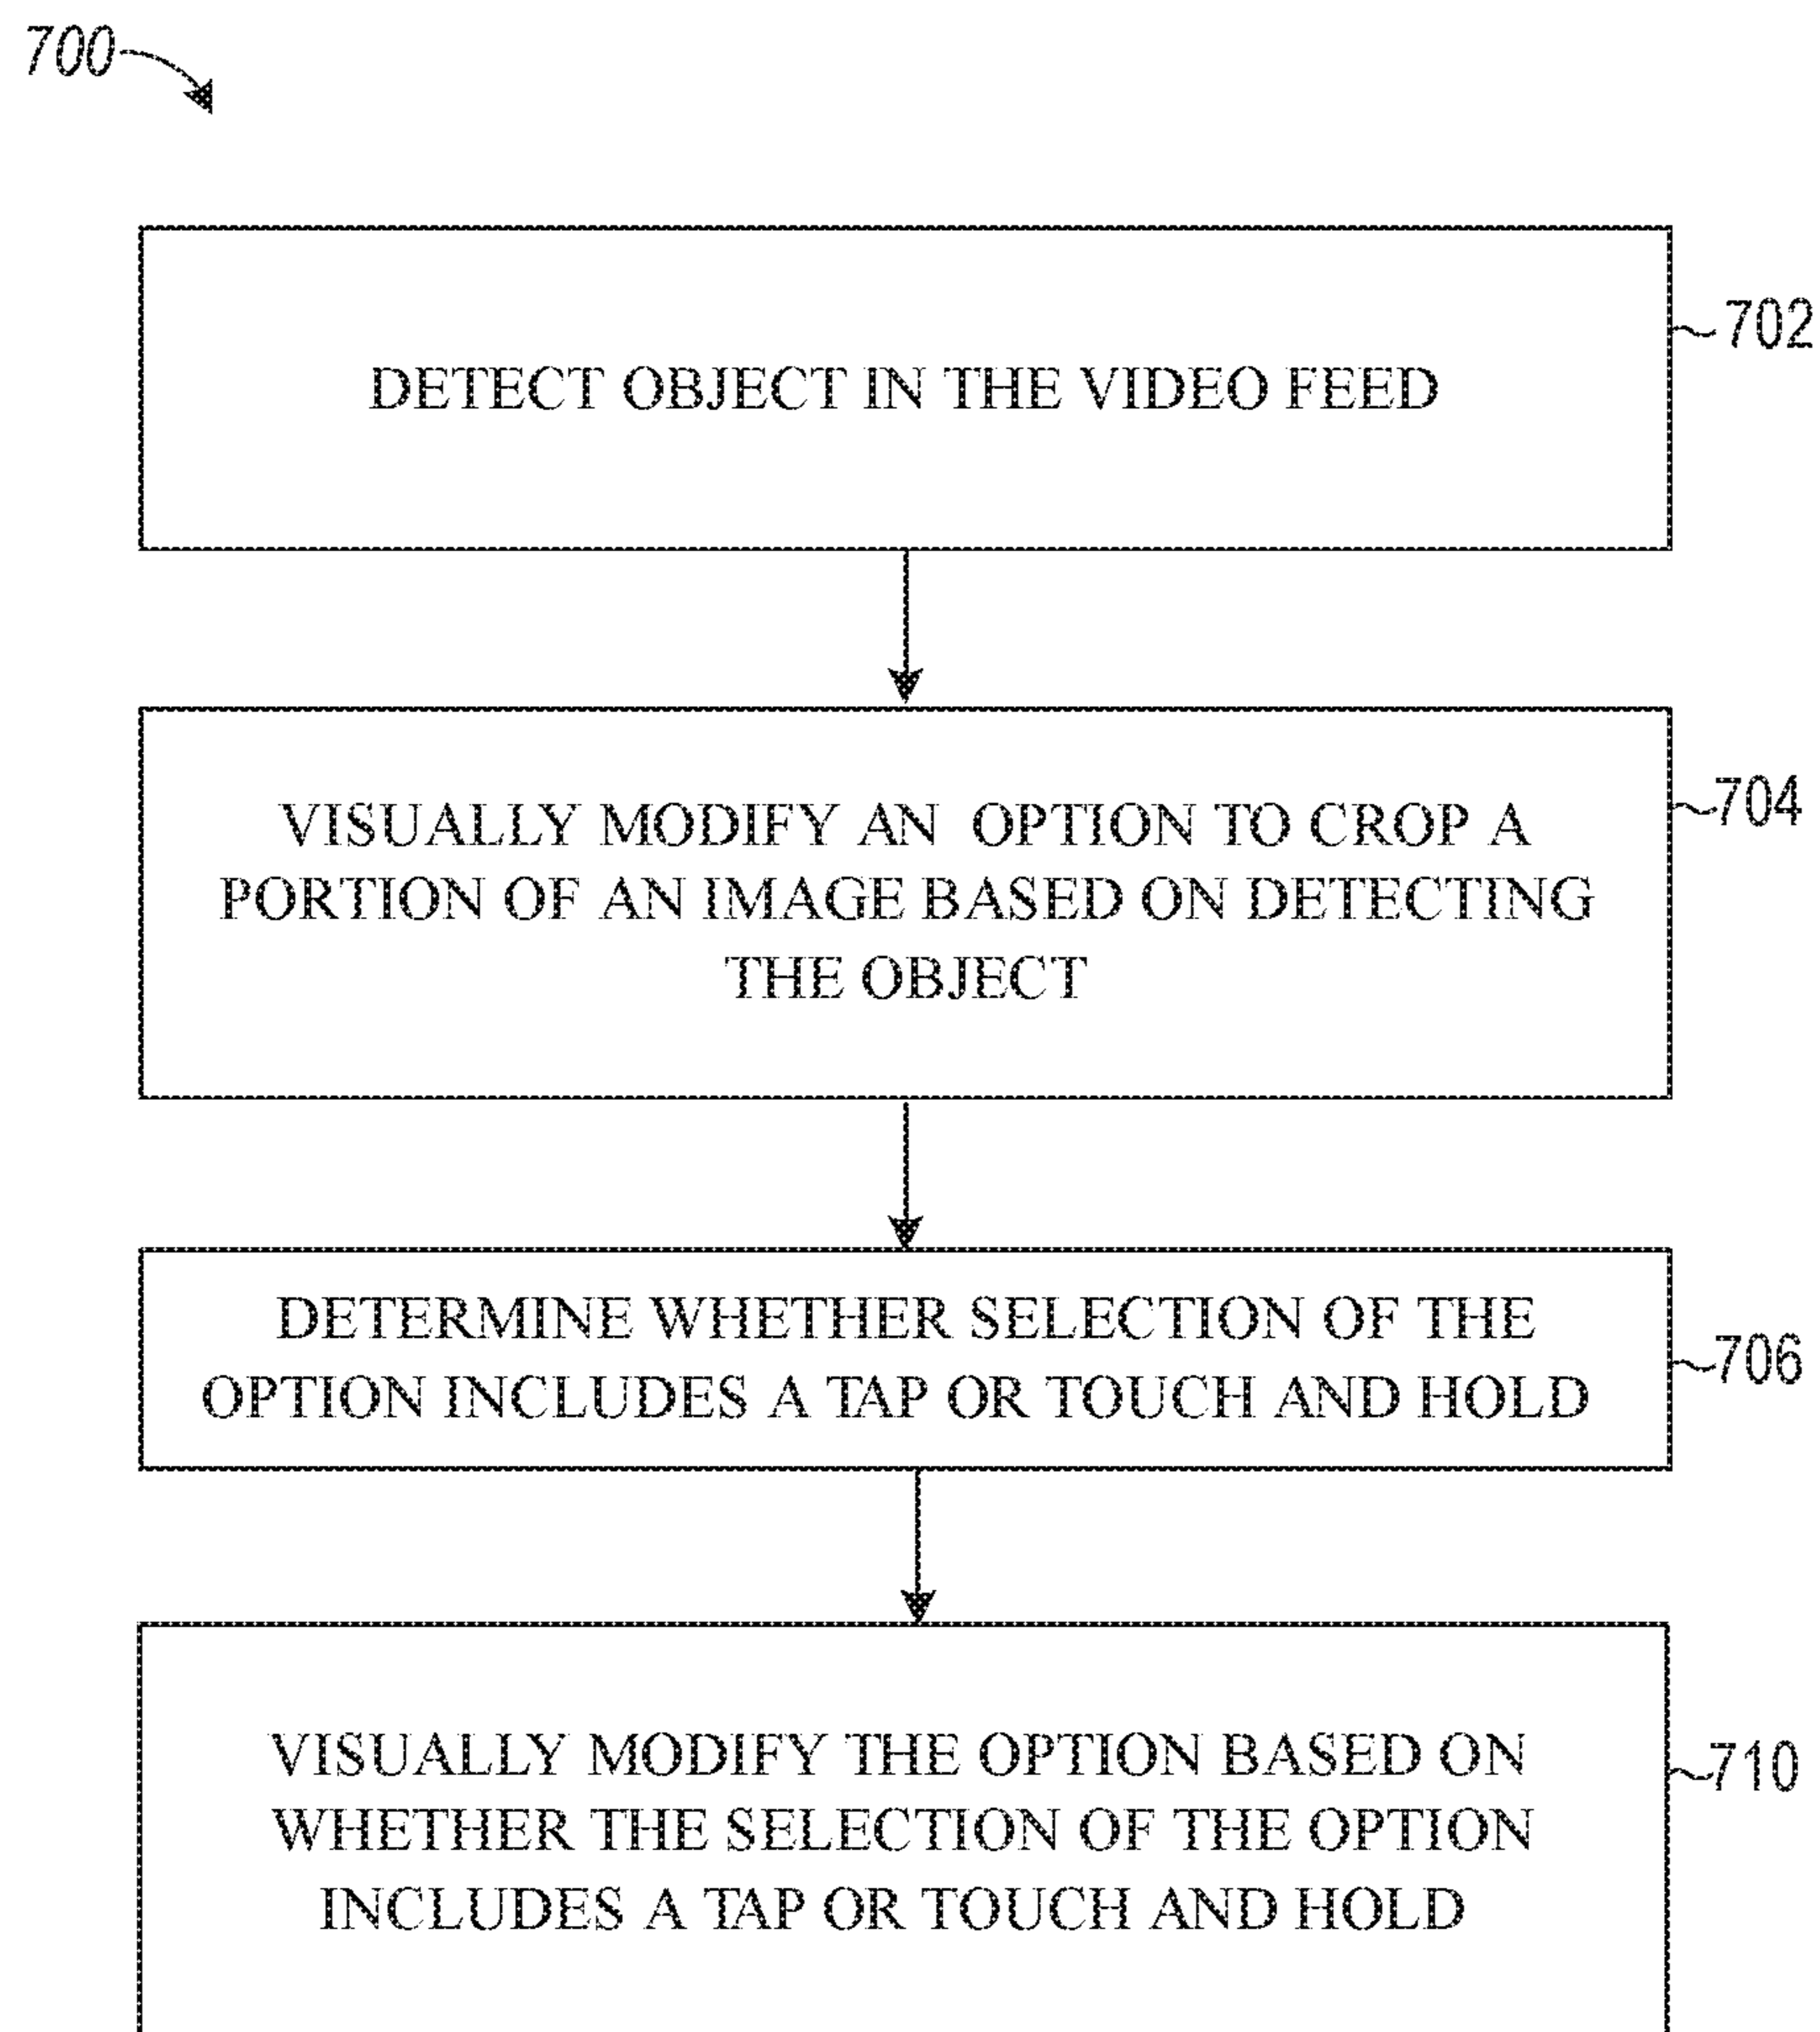 700
DETECT OBJECT IN THE VIDEO FEED
702
VISUALLY MODIFY AN OPTION TO CROP A
PORTION OF AN IMAGE BASED ON DETECTING
THE OBJECT
704
DETERMINE WHETHER SELECTION OF THE
OPTION INCLUDES A TAP OR TOUCH AND HOLD
706
VISUALLY MODIFY THE OPTION BASED ON
WHETHER THE SELECTION OF THE OPTION
INCLUDES A TAP OR TOUCH AND HOLD
710